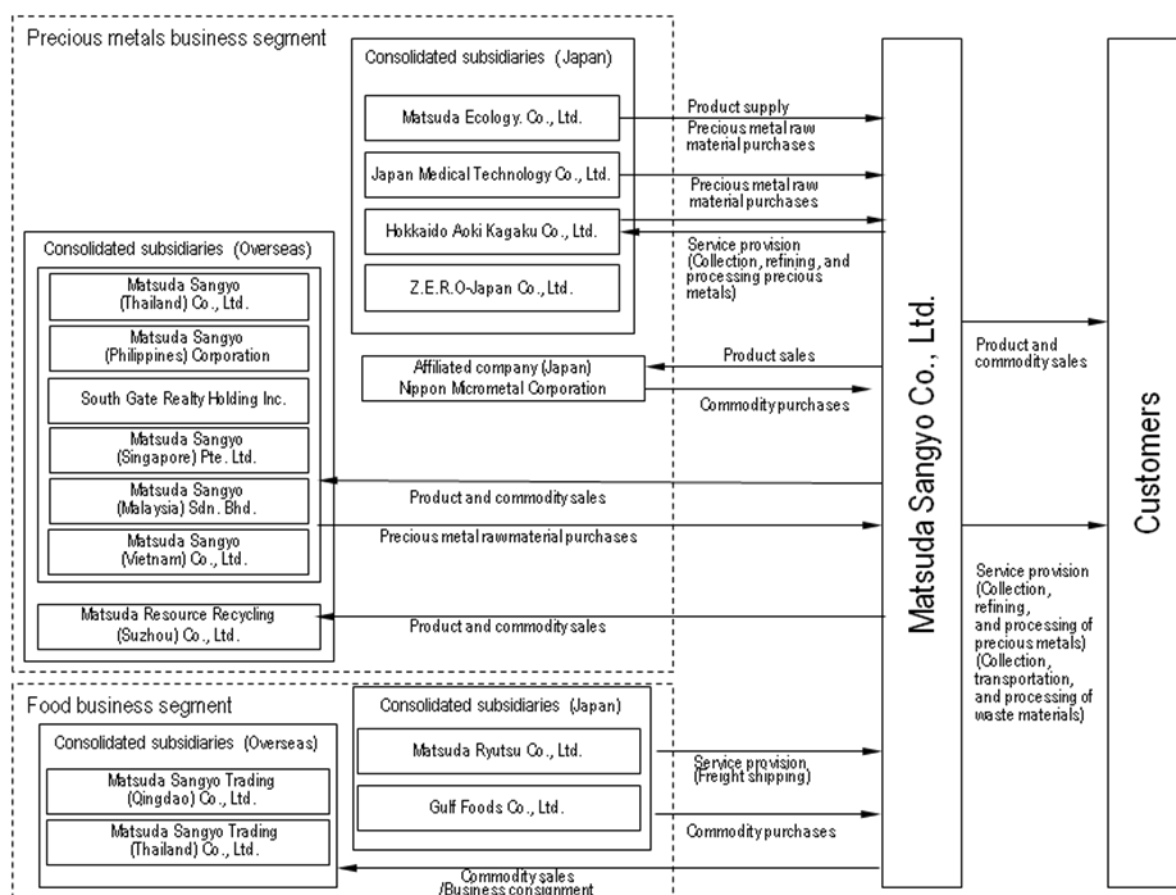 Precious metals business segment
Consolidated subsidiaries (Japan)
Matsuda Ecology. Co., Ltd.
Japan Medical Technology Co., Ltd.
Hokkaido Aoki Kagaku Co., Ltd.
Z.E.R.O-Japan Co., Ltd.
Product supply
Precious metal raw
material purchases
Precious metal raw
material purchases
Service provision
(Collection, refining, and
processing precious
metals)
Consolidated subsidiaries (Overseas)
Matsuda Sangyo
(Thailand) Co., Ltd.
Matsuda Sangyo
(Philippines) Corporation
South Gate Realty Holding Inc.
Matsuda Sangyo
(Singapore) Pte. Ltd.
Matsuda Sangyo
(Malaysia) Sdn. Bhd.
Matsuda Sangyo
(Vietnam) Co., Ltd.
Matsuda Resource Recycling
(Suzhou) Co., Ltd.
Affiliated company (Japan)
Nippon Micrometal Corporation
Product sales
Commodity purchases
Product and commodity sales
Precious metal rawmaterial purchases
Product and commodity sales
Food business segment
Consolidated subsidiaries (Overseas)
Matsuda Sangyo Trading
(Qingdao) Co., Ltd.
Matsuda Sangyo Trading
(Thailand) Co., Ltd.
Consolidated subsidiaries (Japan)
Matsuda Ryutsu Co., Ltd.
Gulf Foods Co., Ltd.
Service provision
(Freight shipping)
Commodity purchases
Commodity sales
/Business consignment
Matsuda Sangyo Co., Ltd.
Product and
commodity sales
Service provision
(Collection,
refining,
and processing of
precious metals)
(Collection,
transportation,
and processing of
waste materials)
Customers